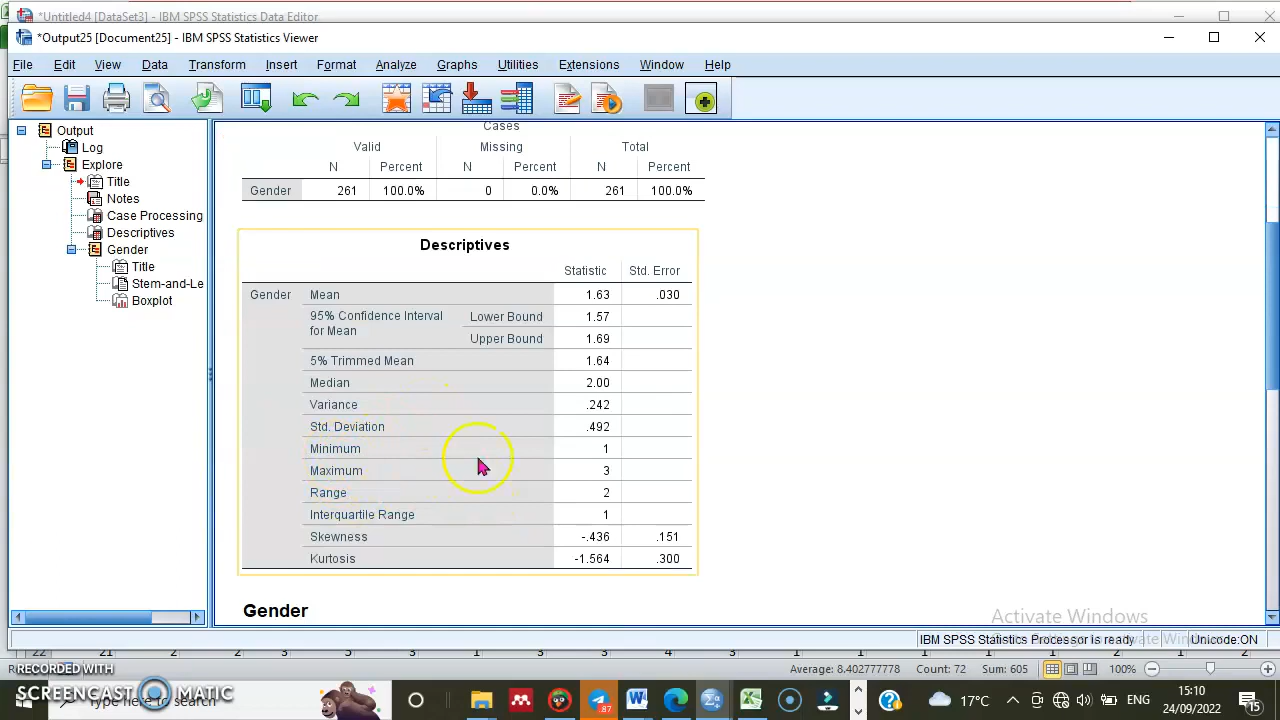 *Untitled4 [DataSet3] - IBM SPSS Statistics Data Editor
*Output25 [Document25] - IBM SPSS Statistics Viewer
File Edit View Data Transform Insert Format Analyze Graphs Utilities Extensions Window Help
Output
Log
Explore
Title
Notes
Case Processing
Descriptives
Gender
Title
Stem-and-Le
Boxplot
Cases
Valid Missing Total
N Percent N Percent N Percent
Gender 261 100.0% 0 0.0% 261 100.0%
Descriptives
Statistic Std. Error
Gender Mean 1.63 .030
95% Confidence Interval for Mean Lower Bound 1.57
Upper Bound 1.69
5% Trimmed Mean 1.64
Median 2.00
Variance .242
Std. Deviation .492
Minimum 1
Maximum 3
Range 2
Interquartile Range 1
Skewness -.436 .151
Kurtosis -1.564 .300
Gender
Activate Windows
IBM SPSS Statistics Processor is ready Unicode:ON
RECORDED WITH
Average: 8.402777778 Count: 72 Sum: 605 100%
SCREENCAST MATIC
Type here to search
87
17°C
ENG
15:10
24/09/2022
15